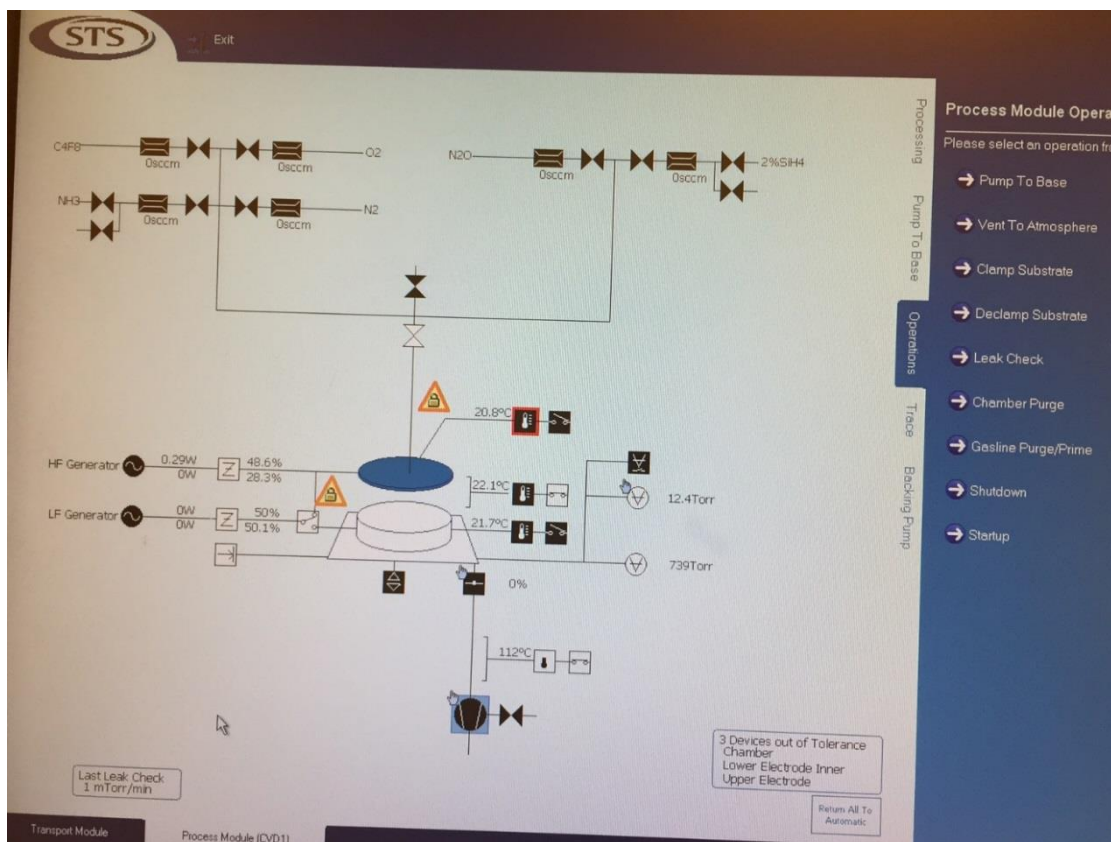 STS
Exit
C4F8
0sccm
0sccm
O2
N2O
0sccm
0sccm
2%SiH4
NH3
0sccm
0sccm
N2
20.8ºC
HF Generator
0.29W
0W
48.6%
28.3%
22.1ºC
12.4Torr
LF Generator
0W
0W
50%
50.1%
21.7ºC
739Torr
0%
112ºC
3 Devices out of Tolerance
Chamber
Lower Electrode Inner
Upper Electrode
Last Leak Check
1 mTorr/min
Return All To
Automatic
Transport Module
Process Module (CVD1)
Processing
Pump To Base
Operations
Trace
Backing Pump
Process Module Opera
Please select an operation fr
Pump To Base
Vent To Atmosphere
Clamp Substrate
Declamp Substrate
Leak Check
Chamber Purge
Gasline Purge/Prime
Shutdown
Startup